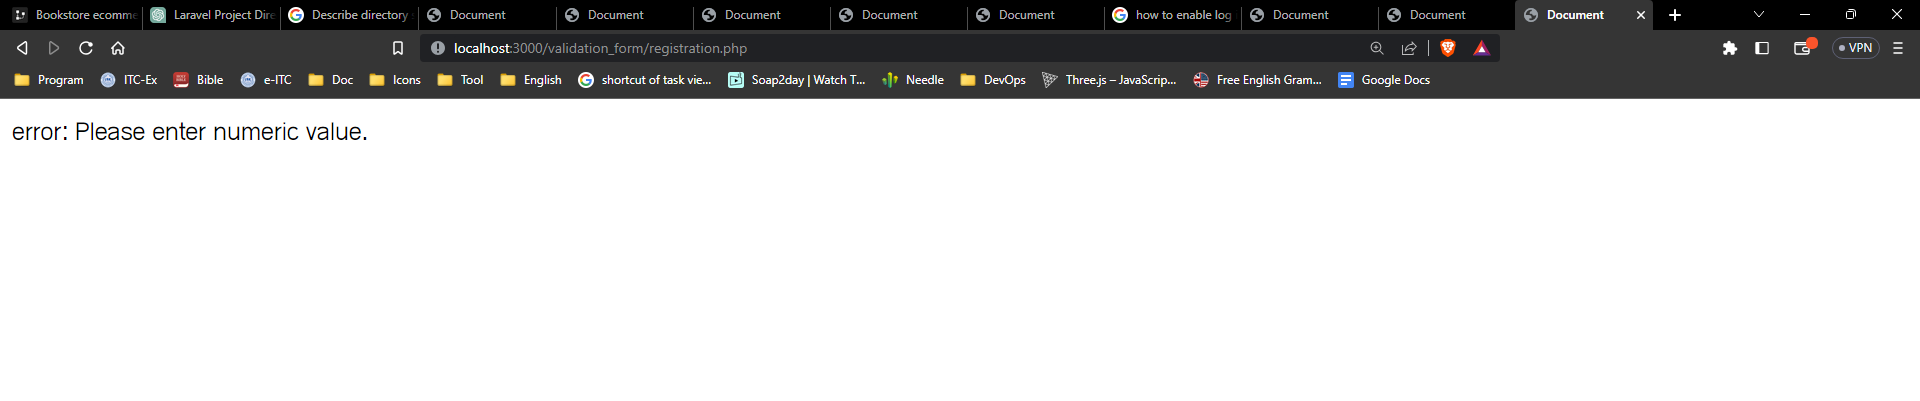 Bookstore ecomme Laravel Project Dire Describe directory s Document Document Document Document Document how to enable log Document Document Document
localhost:3000/validation_form/registration.php VPN
Program ITC-Ex Bible e-ITC Doc Icons Tool English shortcut of task vie... Soap2day | Watch T... Needle DevOps Three.js – JavaScrip... Free English Gram... Google Docs
error: Please enter numeric value.